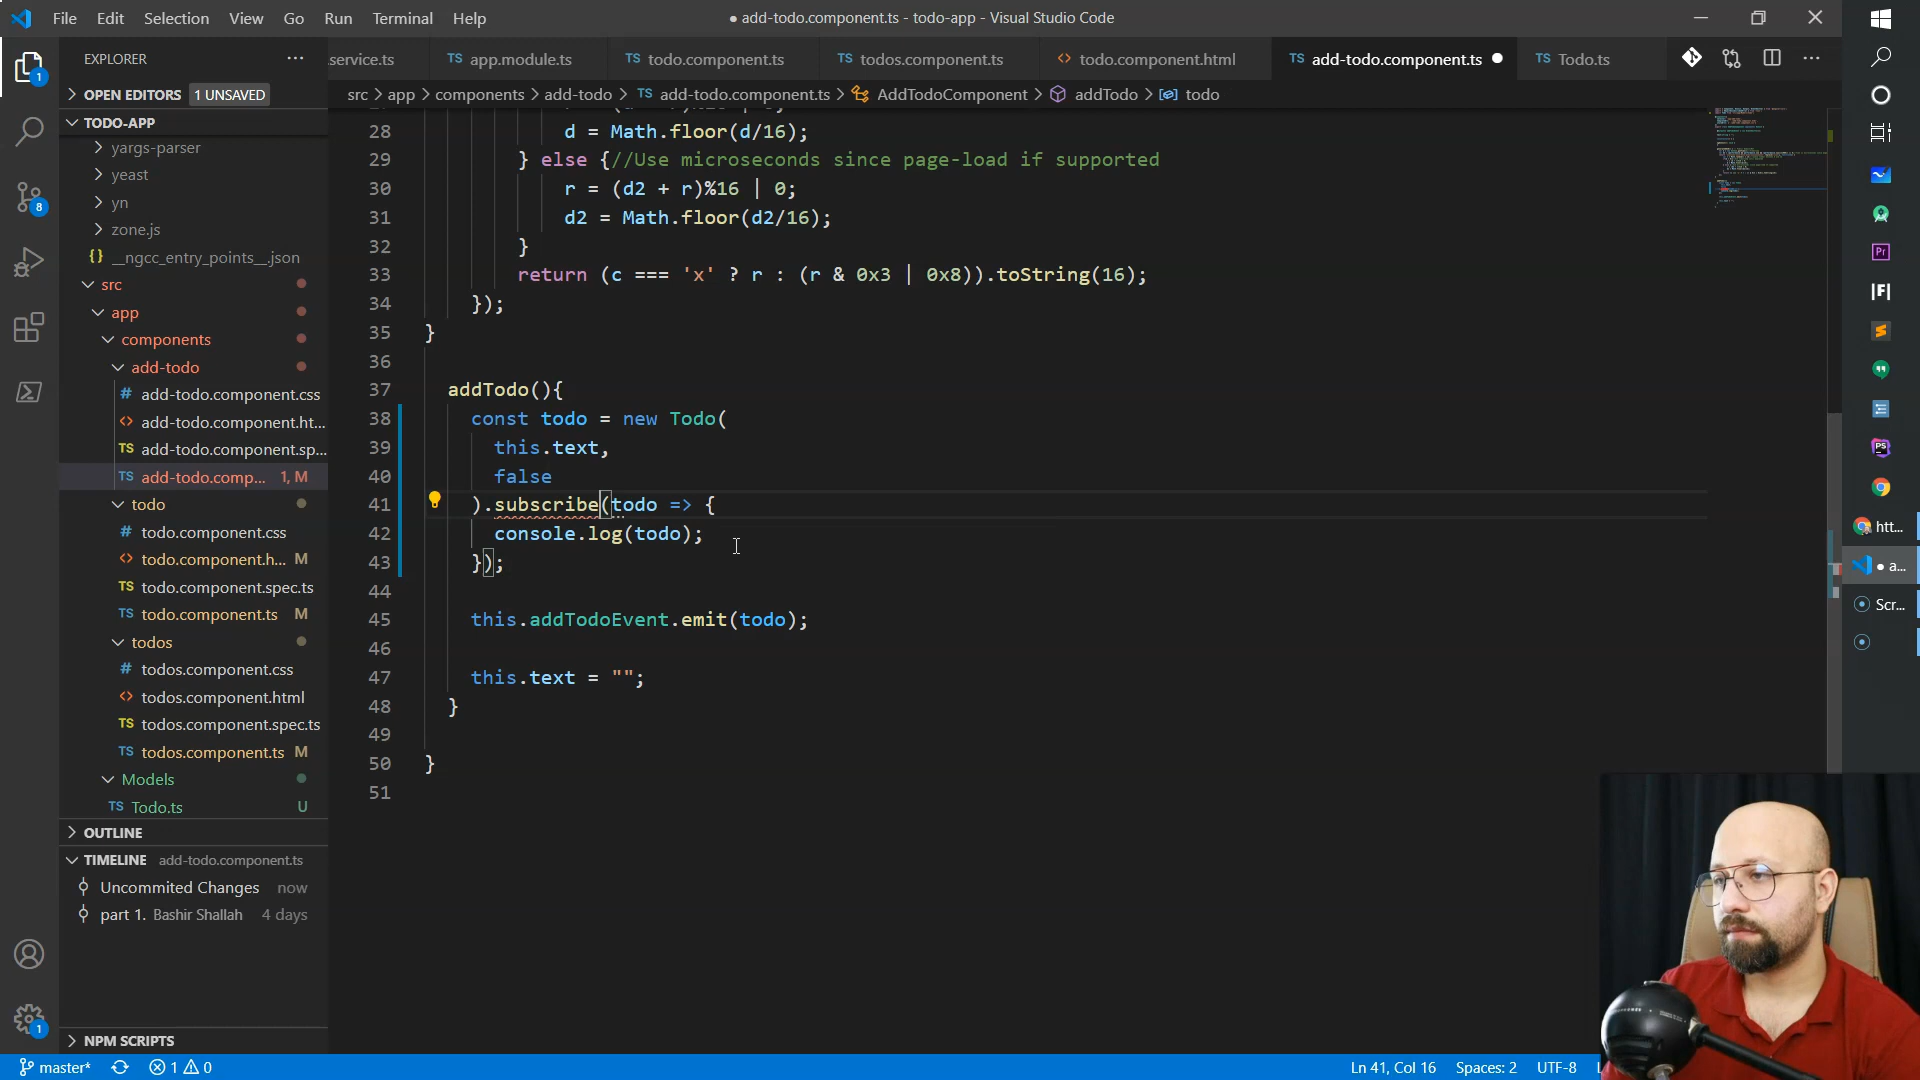 File Edit Selection View Go Run Terminal Help
● add-todo.component.ts - todo-app - Visual Studio Code
EXPLORER
service.ts
TS app.module.ts
TS todo.component.ts
TS todos.component.ts
<> todo.component.html
TS add-todo.component.ts ●
TS Todo.ts
src > app > components > add-todo > TS add-todo.component.ts > AddTodoComponent > addTodo > todo
OPEN EDITORS 1 UNSAVED
TODO-APP
yargs-parser
yeast
yn
zone.js
{} __ngcc_entry_points__.json
src
app
components
add-todo
# add-todo.component.css
<> add-todo.component.ht...
TS add-todo.component.sp...
TS add-todo.comp... 1, M
todo
# todo.component.css
<> todo.component.h... M
TS todo.component.spec.ts
TS todo.component.ts M
todos
# todos.component.css
<> todos.component.html
TS todos.component.spec.ts
TS todos.component.ts M
Models
TS Todo.ts U
OUTLINE
TIMELINE add-todo.component.ts
Uncommited Changes now
part 1. Bashir Shallah 4 days
NPM SCRIPTS
28 d = Math.floor(d/16);
29 } else {//Use microseconds since page-load if supported
30 r = (d2 + r)%16 | 0;
31 d2 = Math.floor(d2/16);
32 }
33 return (c === 'x' ? r : (r & 0x3 | 0x8)).toString(16);
34 });
35 }
36
37 addTodo(){
38 const todo = new Todo(
39 this.text,
40 false
41 ).subscribe(todo => {
42 console.log(todo);
43 });
44
45 this.addTodoEvent.emit(todo);
46
47 this.text = "";
48 }
49
50 }
51
1
8
1
master*
1 0
Ln 41, Col 16 Spaces: 2 UTF-8
Pr
|F|
PS
htt...
● a...
Scr...